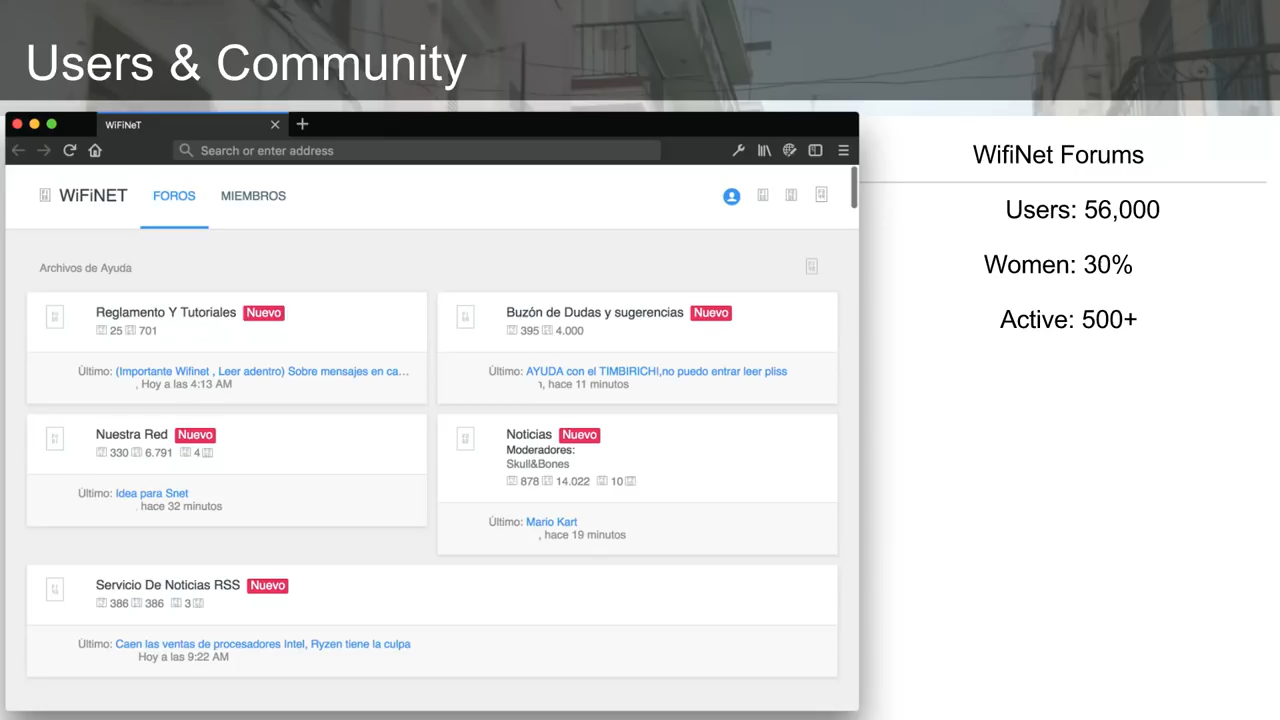 Users & Community
WiFiNeT
Search or enter address
WiFiNET FOROS MIEMBROS
Archivos de Ayuda
Reglamento Y Tutoriales Nuevo
25 701
Último: (Importante Wifinet , Leer adentro) Sobre mensajes en ca...
, Hoy a las 4:13 AM
Buzón de Dudas y sugerencias Nuevo
395 4.000
Último: AYUDA con el TIMBIRICHI,no puedo entrar leer pliss
, hace 11 minutos
Nuestra Red Nuevo
330 6.791 4
Último: Idea para Snet
, hace 32 minutos
Noticias Nuevo
Moderadores:
Skull&Bones
878 14.022 10
Último: Mario Kart
, hace 19 minutos
Servicio De Noticias RSS Nuevo
386 386 3
Último: Caen las ventas de procesadores Intel, Ryzen tiene la culpa
Hoy a las 9:22 AM
WifiNet Forums
Users: 56,000
Women: 30%
Active: 500+